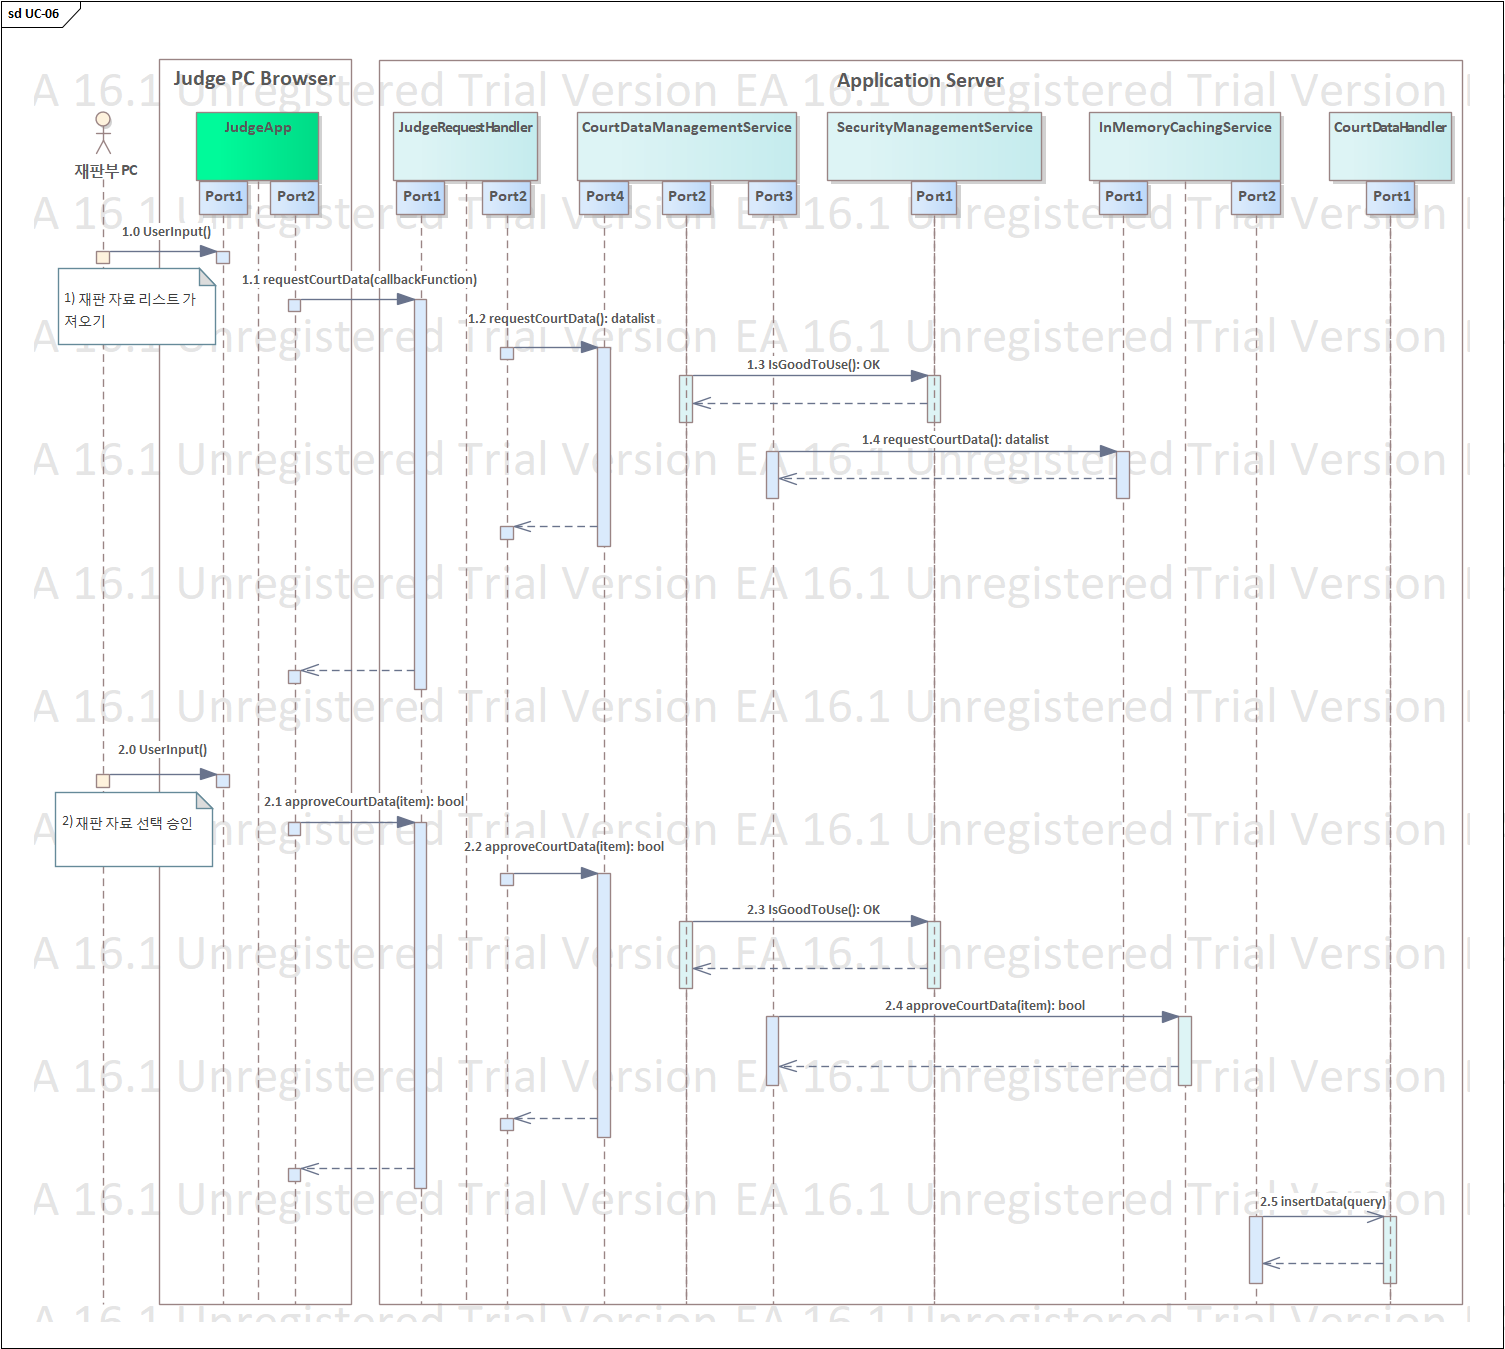 sd UC-06
Judge PC Browser
Application Server
EA 16.1 Unregistered Trial Version
재판부 PC
JudgeApp
JudgeRequestHandler
CourtDataManagementService
SecurityManagementService
InMemoryCachingService
CourtDataHandler
Port1
Port2
Port1
Port2
Port4
Port2
Port3
Port1
Port1
Port2
Port1
1.0 UserInput()
1) 재판 자료 리스트 가
져오기
1.1 requestCourtData(callbackFunction)
1.2 requestCourtData(): datalist
1.3 IsGoodToUse(): OK
1.4 requestCourtData(): datalist
2.0 UserInput()
2) 재판 자료 선택 승인
2.1 approveCourtData(item): bool
2.2 approveCourtData(item): bool
2.3 IsGoodToUse(): OK
2.4 approveCourtData(item): bool
2.5 insertData(query)